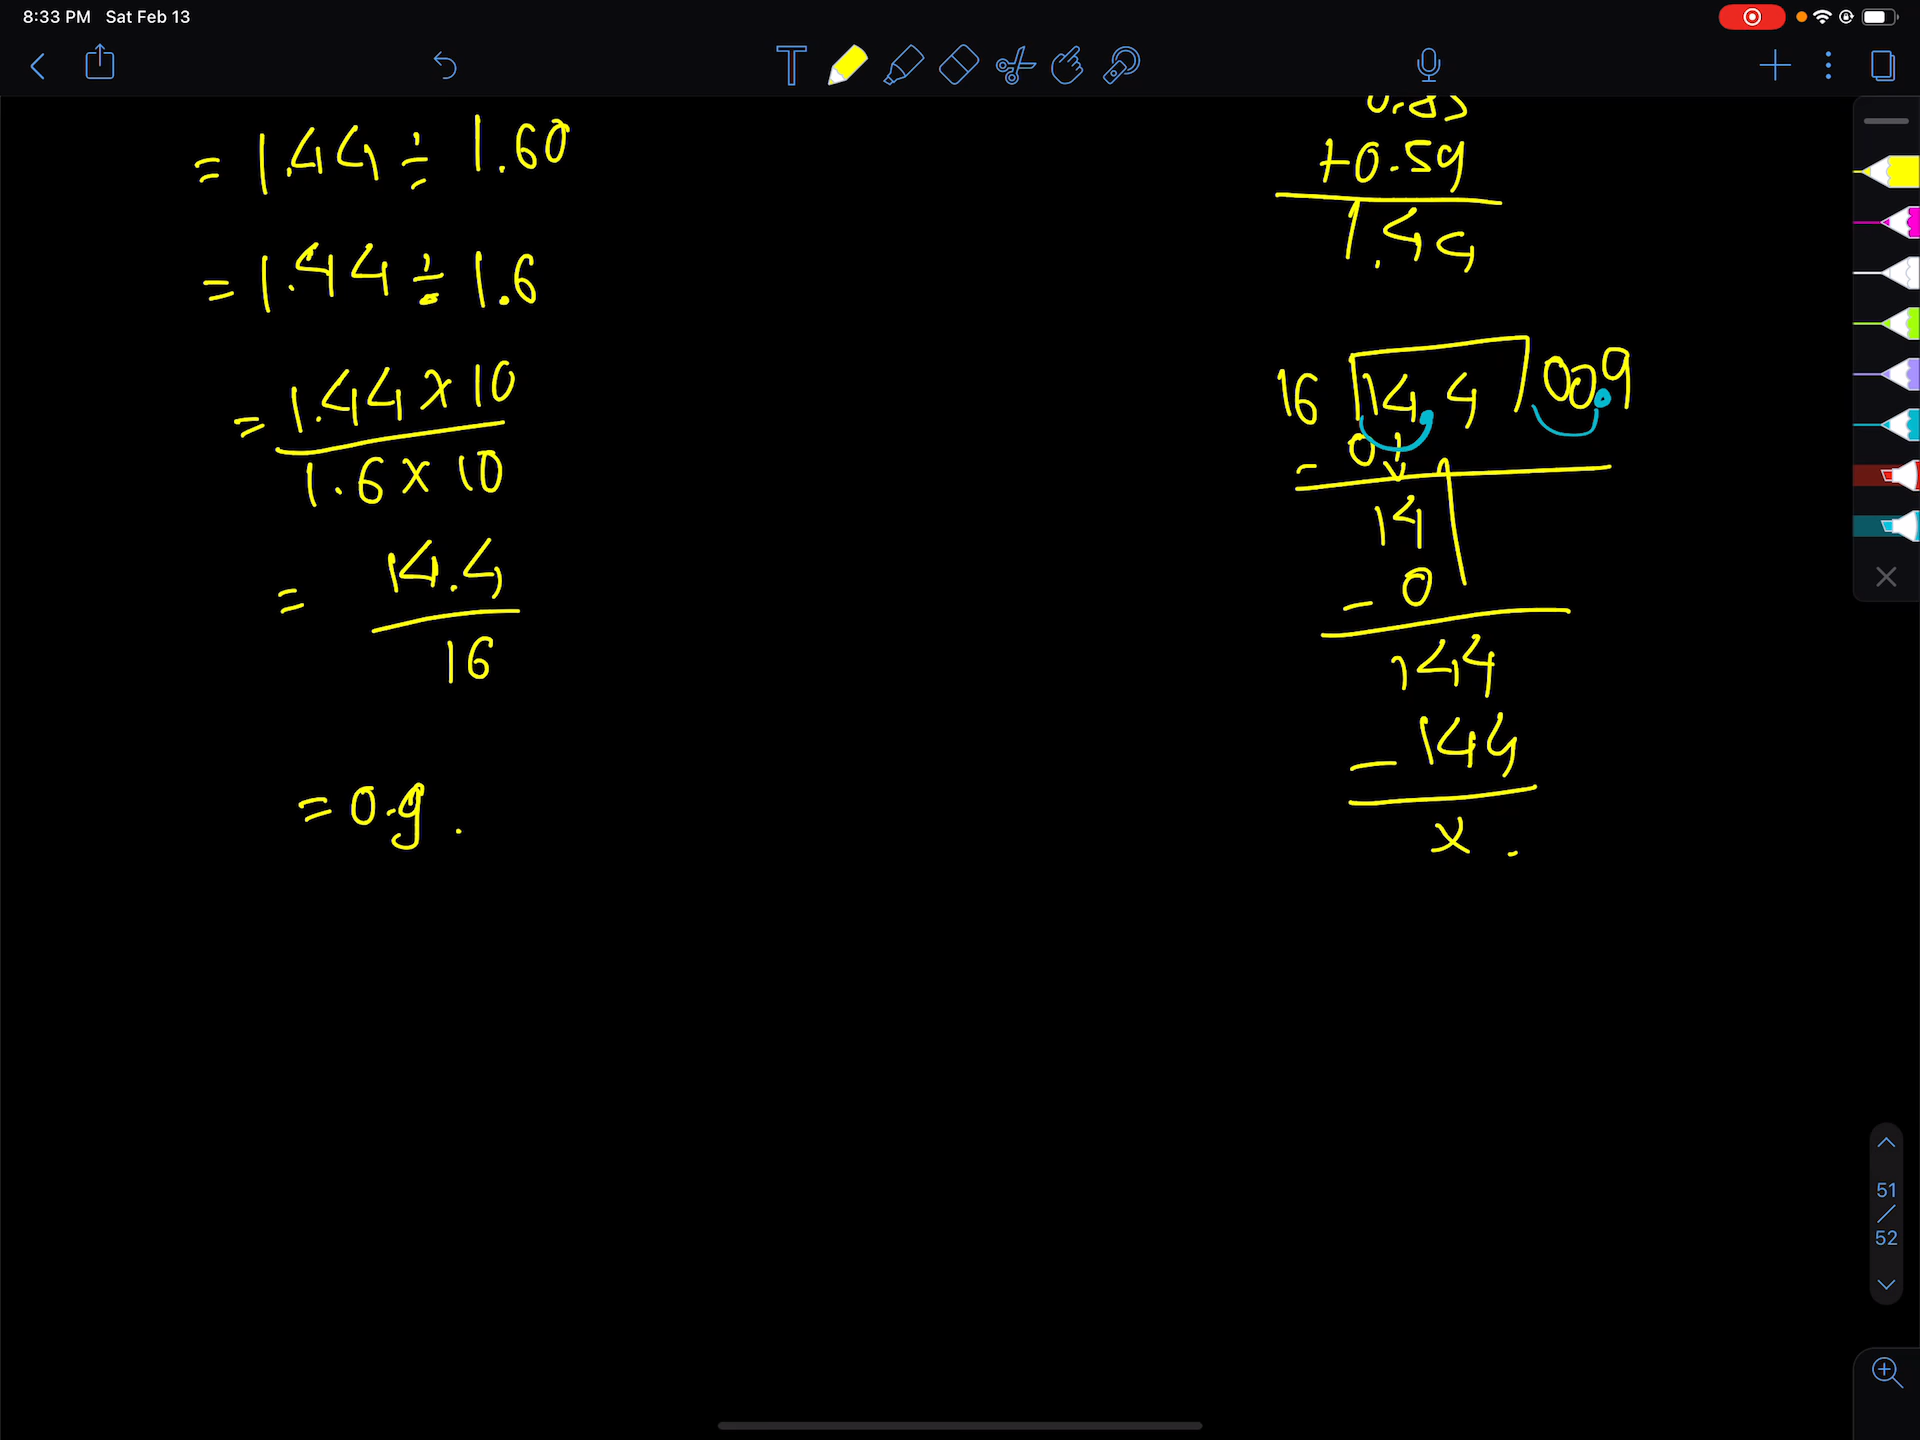 8:33 PM Sat Feb 13
= 1.44 ÷ 1.60
= 1.44 ÷ 1.6
= 1.44 x 10
1.6 x 10
= 14.4
16
= 0.9.
+0.59
1.44
16 14.4 00.9
- 0
14
- 0
144
- 144
x.
51
/
52